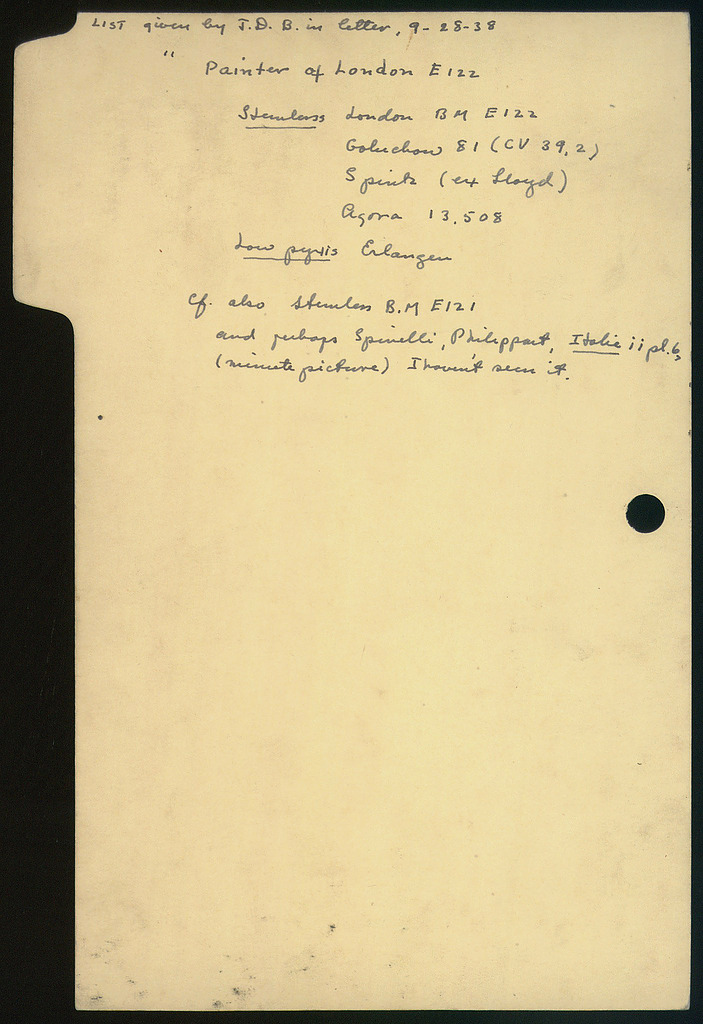 LIST given by J.D.B. in letter, 9-28-38
" Painter of London E 122
Stemless London BM E 122
Goluchow 81 (CV 39,2)
Spink (ex Lloyd)
Agora 13.508
Low pyxis Erlangen
Cf. also stemless B.M E121
and perhaps Spinelli, Philippart, Italie ii pl.6,
(minute picture) I haven't seen it.